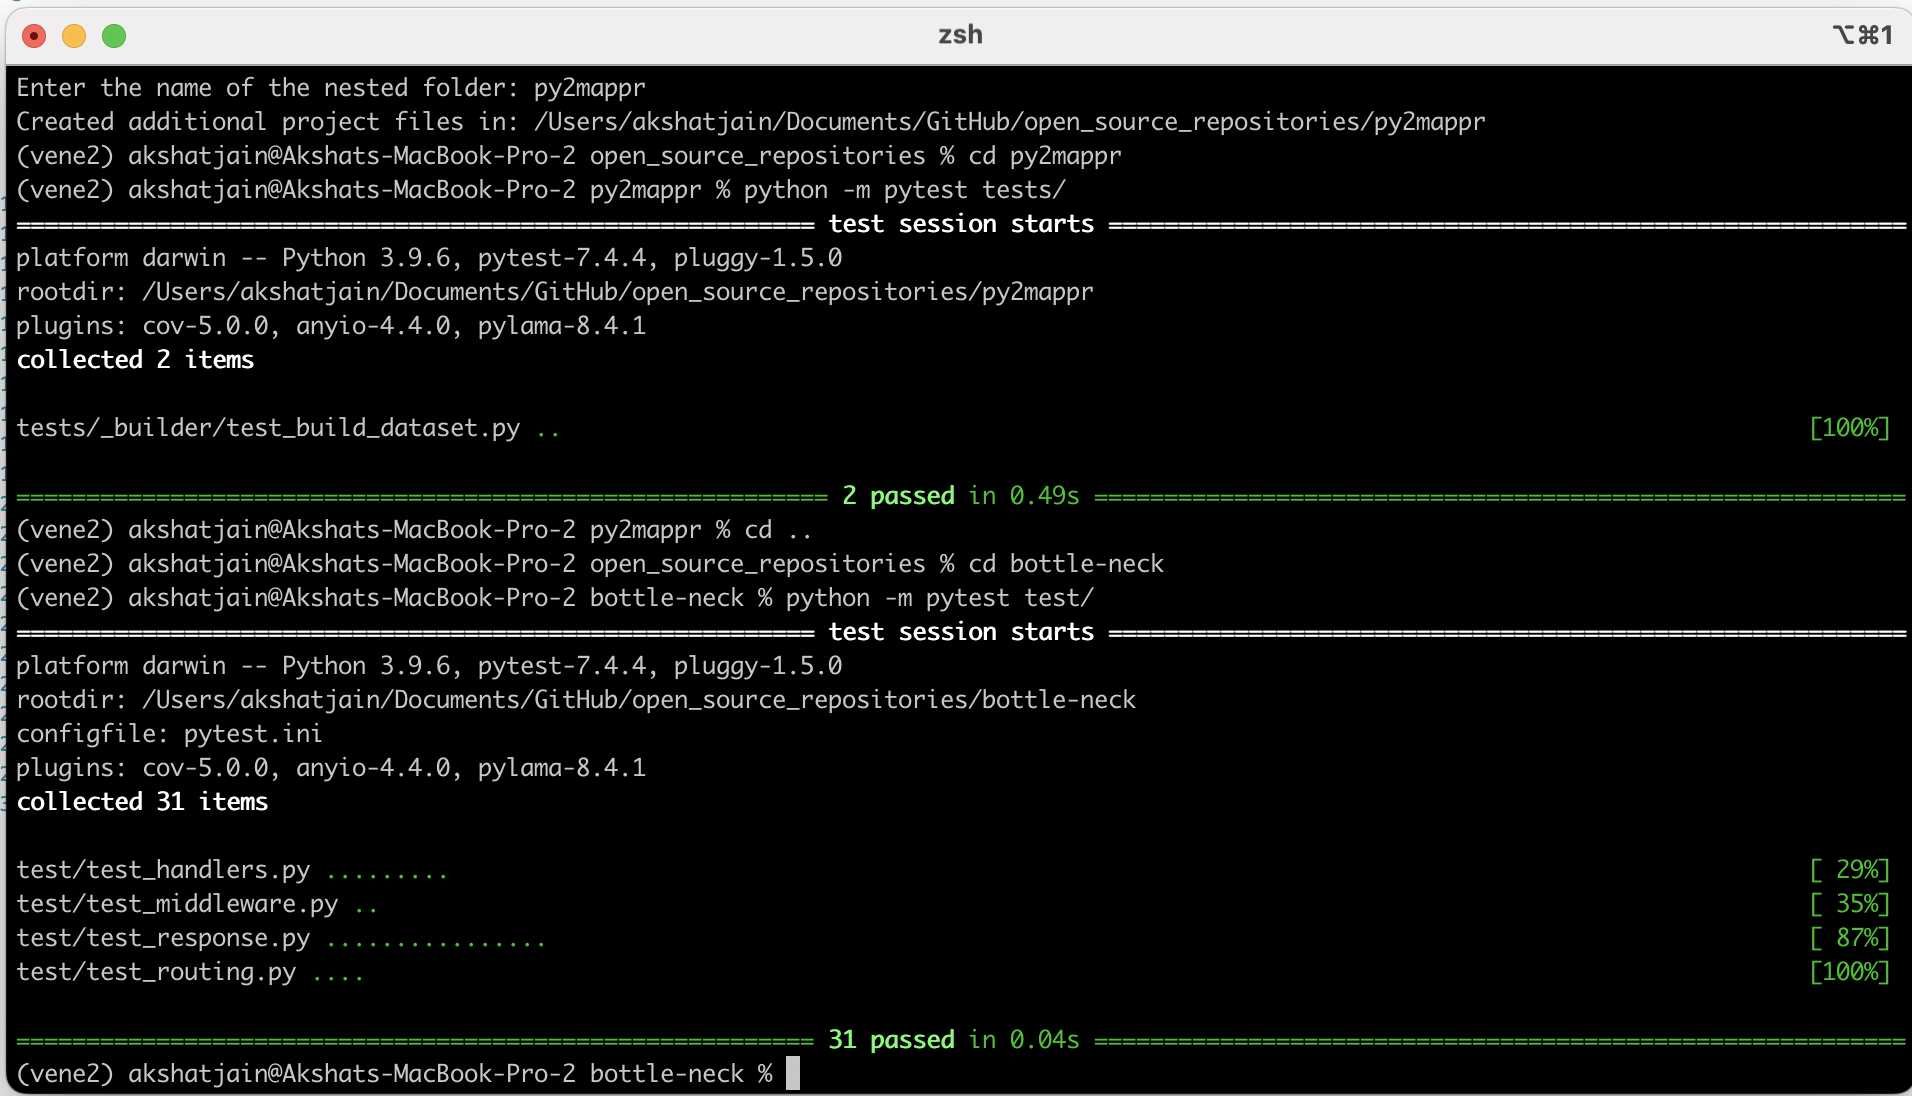 zsh
⌥⌘1
Enter the name of the nested folder: py2mappr
Created additional project files in: /Users/akshatjain/Documents/GitHub/open_source_repositories/py2mappr
(vene2) akshatjain@Akshats-MacBook-Pro-2 open_source_repositories % cd py2mappr
(vene2) akshatjain@Akshats-MacBook-Pro-2 py2mappr % python -m pytest tests/
========================================================= test session starts =========================================================
platform darwin -- Python 3.9.6, pytest-7.4.4, pluggy-1.5.0
rootdir: /Users/akshatjain/Documents/GitHub/open_source_repositories/py2mappr
plugins: cov-5.0.0, anyio-4.4.0, pylama-8.4.1
collected 2 items
tests/_builder/test_build_dataset.py .. [100%]
========================================================== 2 passed in 0.49s ==========================================================
(vene2) akshatjain@Akshats-MacBook-Pro-2 py2mappr % cd ..
(vene2) akshatjain@Akshats-MacBook-Pro-2 open_source_repositories % cd bottle-neck
(vene2) akshatjain@Akshats-MacBook-Pro-2 bottle-neck % python -m pytest test/
========================================================= test session starts =========================================================
platform darwin -- Python 3.9.6, pytest-7.4.4, pluggy-1.5.0
rootdir: /Users/akshatjain/Documents/GitHub/open_source_repositories/bottle-neck
configfile: pytest.ini
plugins: cov-5.0.0, anyio-4.4.0, pylama-8.4.1
collected 31 items
test/test_handlers.py ......... [ 29%]
test/test_middleware.py .. [ 35%]
test/test_response.py ................ [ 87%]
test/test_routing.py .... [100%]
========================================================= 31 passed in 0.04s ==========================================================
(vene2) akshatjain@Akshats-MacBook-Pro-2 bottle-neck %